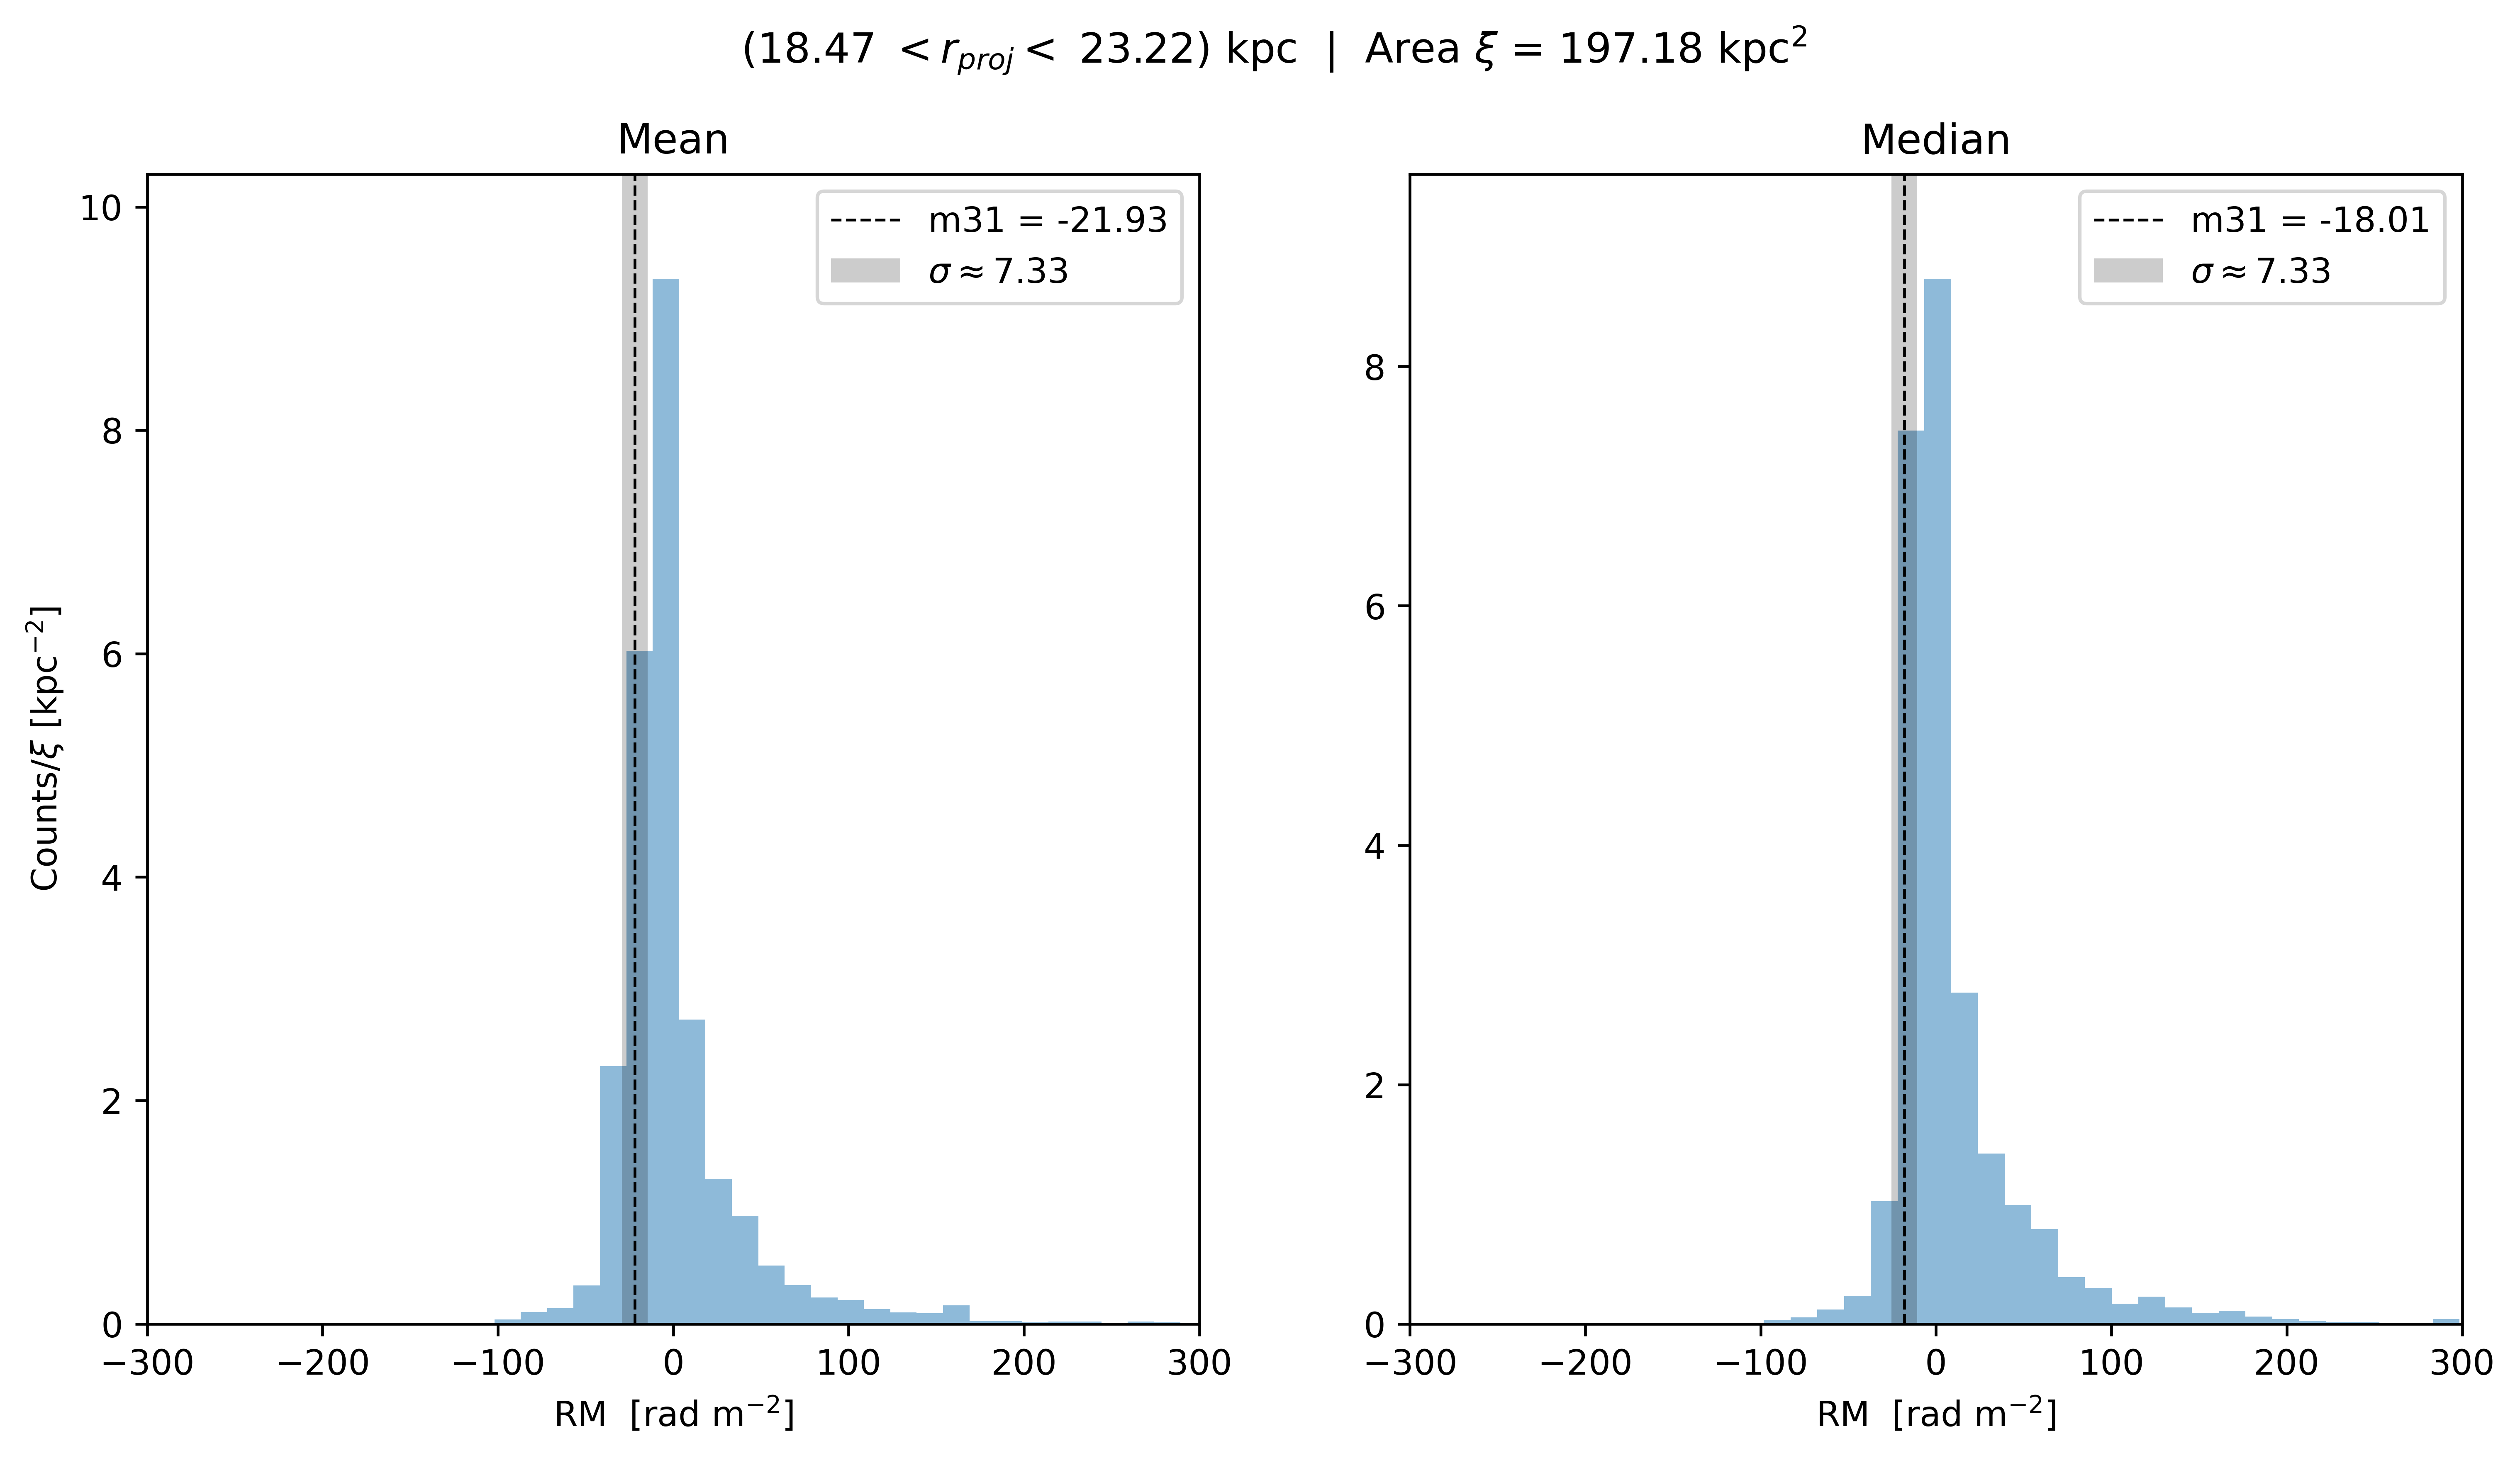 (18.47 < r_proj < 23.22) kpc | Area ξ = 197.18 kpc²
Mean
m31 = -21.93
σ ≈ 7.33
Counts/ξ [kpc⁻²]
10
8
6
4
2
0
−300 −200 −100 0 100 200 300
RM [rad m⁻²]
Median
m31 = -18.01
σ ≈ 7.33
8
6
4
2
0
−300 −200 −100 0 100 200 300
RM [rad m⁻²]